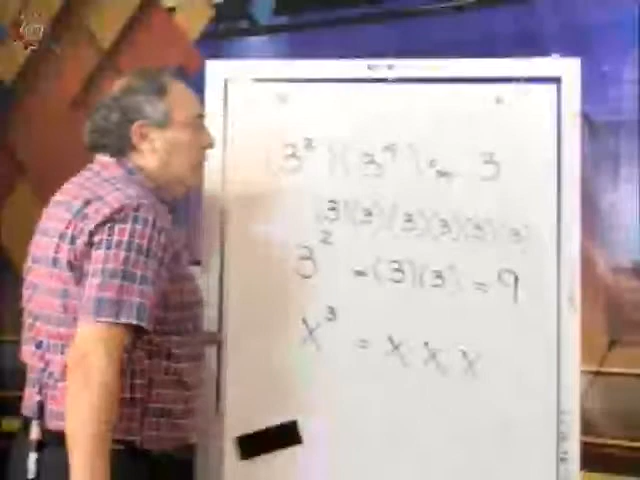 (3²)(3⁴) = 3
(3)(3)(3)(3)(3)(3)
3² = (3)(3) = 9
x³ = x x x